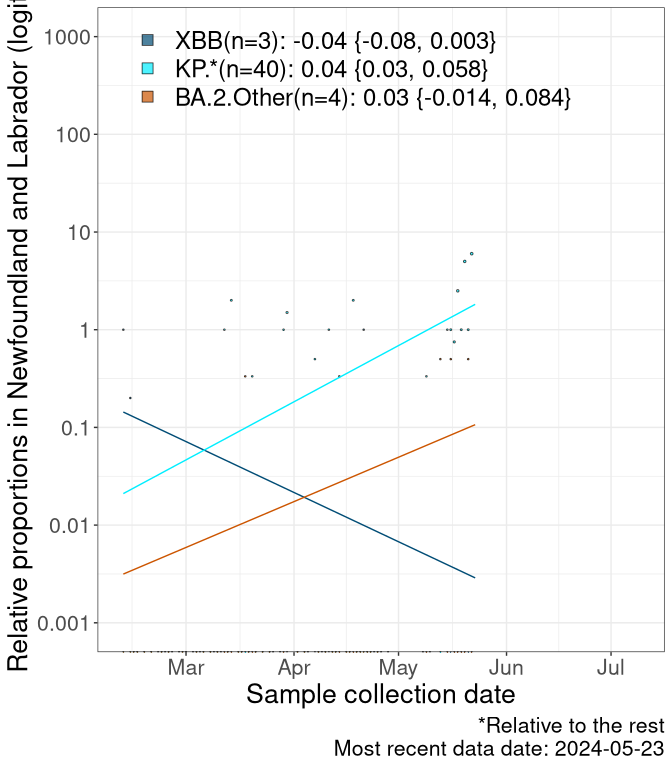 Relative proportions in Newfoundland and Labrador (logit
XBB(n=3): -0.04 {-0.08, 0.003}
KP.*(n=40): 0.04 {0.03, 0.058}
BA.2.Other(n=4): 0.03 {-0.014, 0.084}
1000
100
10
1
0.1
0.01
0.001
Mar Apr May Jun Jul
Sample collection date
*Relative to the rest
Most recent data date: 2024-05-23